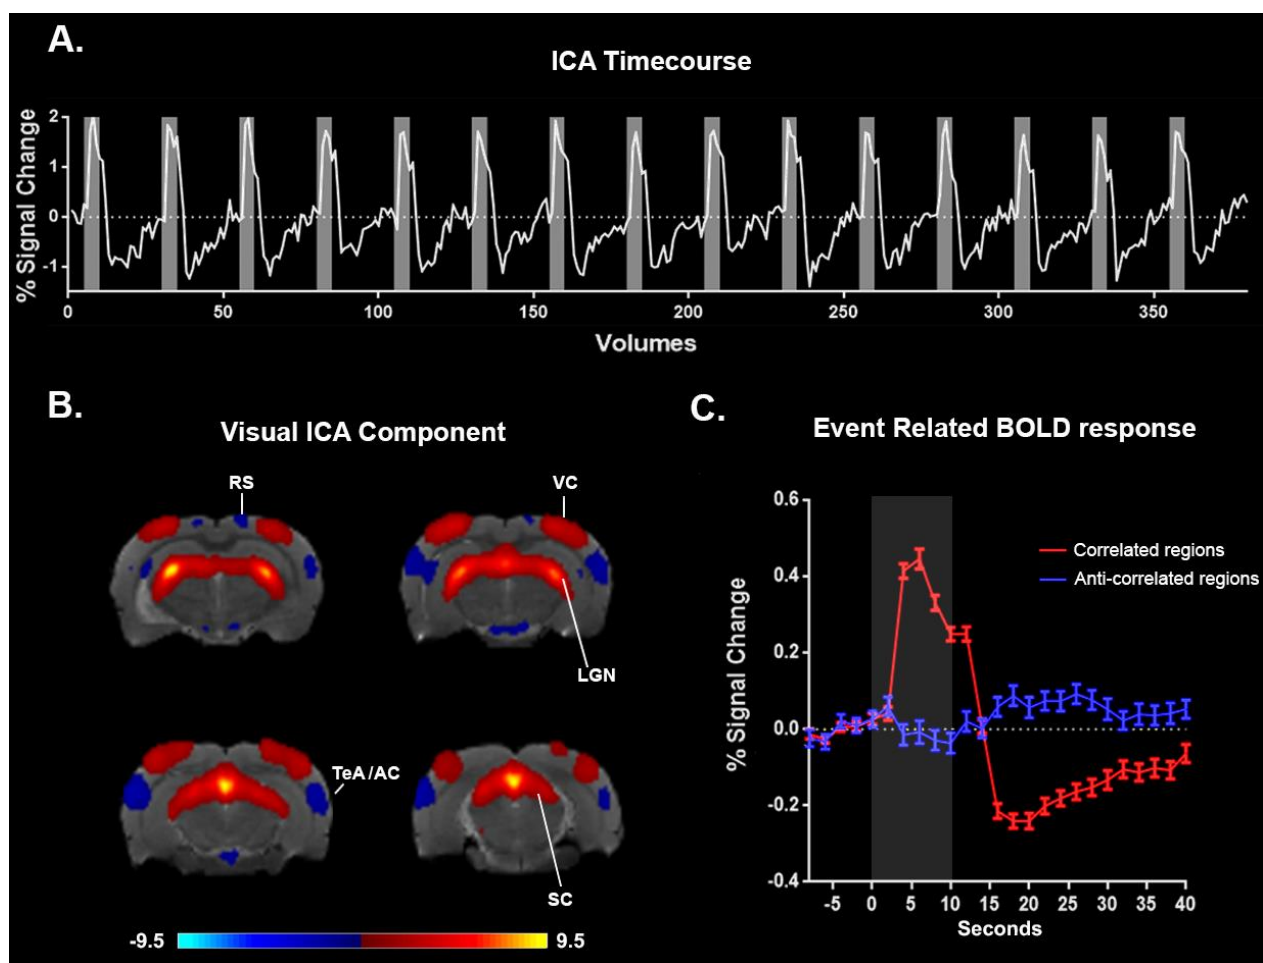 A.
ICA Timecourse
% Signal Change
2
1
0
-1
0 50 100 150 200 250 300 350
Volumes
B.
Visual ICA Component
RS
VC
LGN
TeA/AC
SC
-9.5 9.5
C.
Event Related BOLD response
% Signal Change
0.6
0.4
0.2
0.0
-0.2
-0.4
Correlated regions
Anti-correlated regions
-5 0 5 10 15 20 25 30 35 40
Seconds